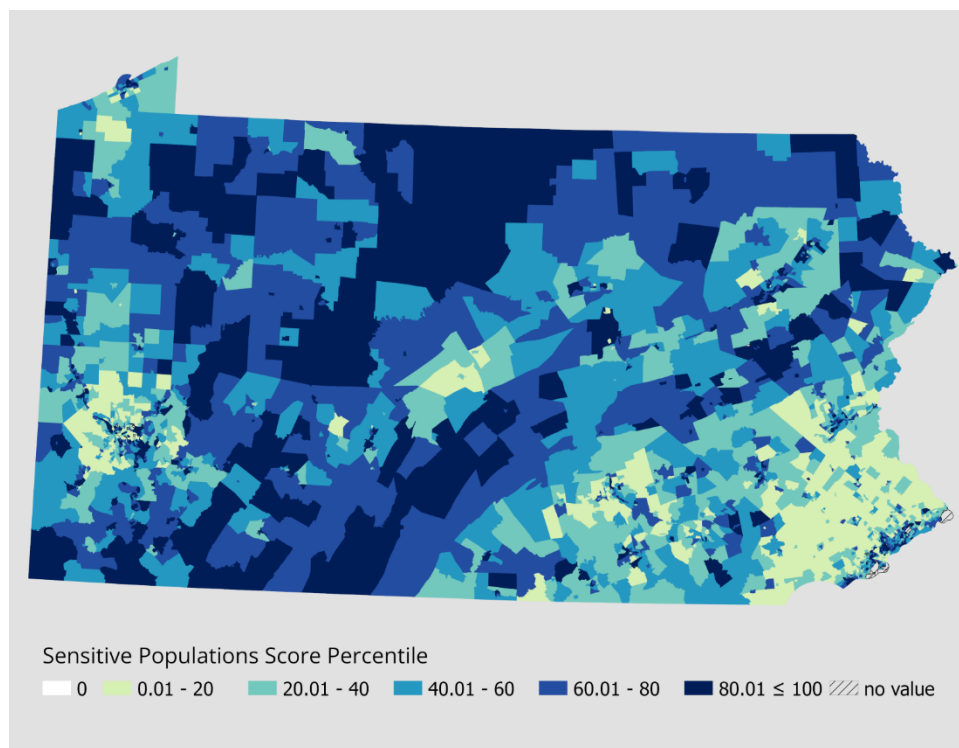 Sensitive Populations Score Percentile
0 0.01 - 20 20.01 - 40 40.01 - 60 60.01 - 80 80.01 ≤ 100 no value